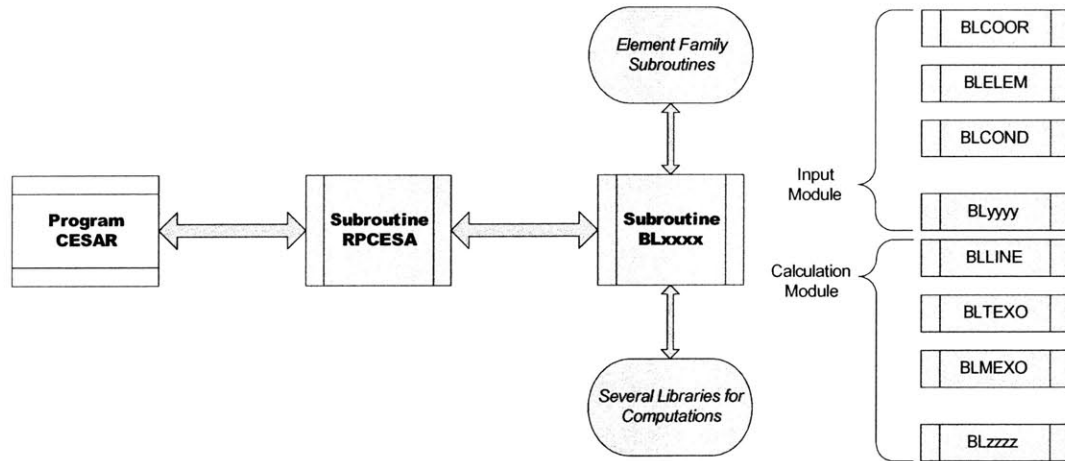 Element Family
Subroutines
Program
CESAR
Subroutine
RPCESA
Subroutine
BLxxxx
Several Libraries for
Computations
Input
Module
BLCOOR
BLELEM
BLCOND
BLyyyy
Calculation
Module
BLLINE
BLTEXO
BLMEXO
BLzzzz